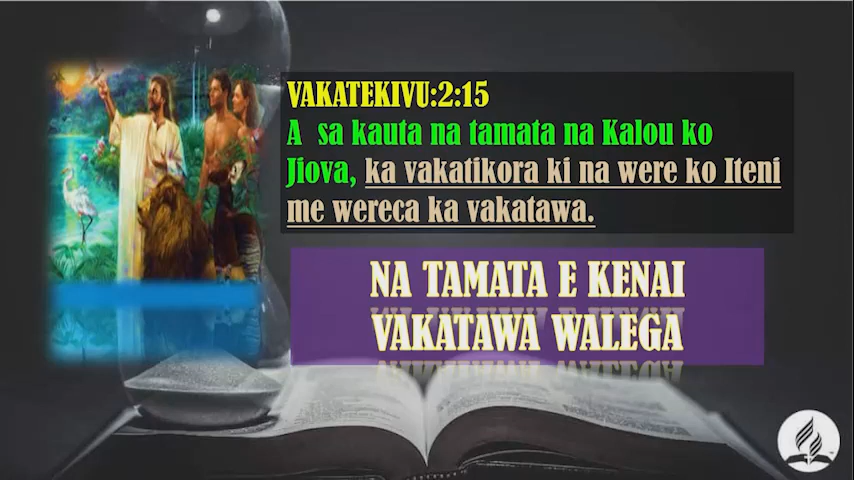 VAKATEKIVU:2:15
A sa kauta na tamata na Kalou ko
Jiova, ka vakatikora ki na were ko Iteni
me wereca ka vakatawa.
NA TAMATA E KENAI
VAKATAWA WALEGA